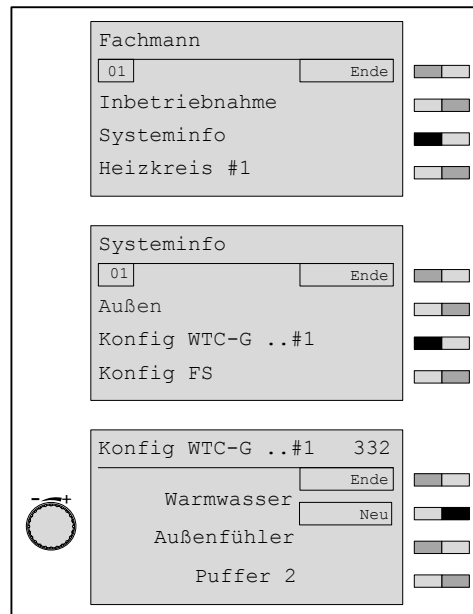 Fachmann
01 Ende
Inbetriebnahme
Systeminfo
Heizkreis #1
Systeminfo
01 Ende
Außen
Konfig WTC-G ..#1
Konfig FS
Konfig WTC-G ..#1 332
Ende
Warmwasser
Neu
Außenfühler
Puffer 2
- +